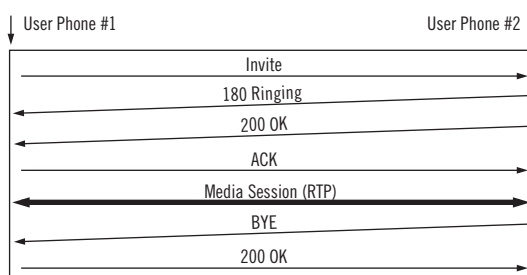 User Phone #1
User Phone #2
Invite
180 Ringing
200 OK
ACK
Media Session (RTP)
BYE
200 OK